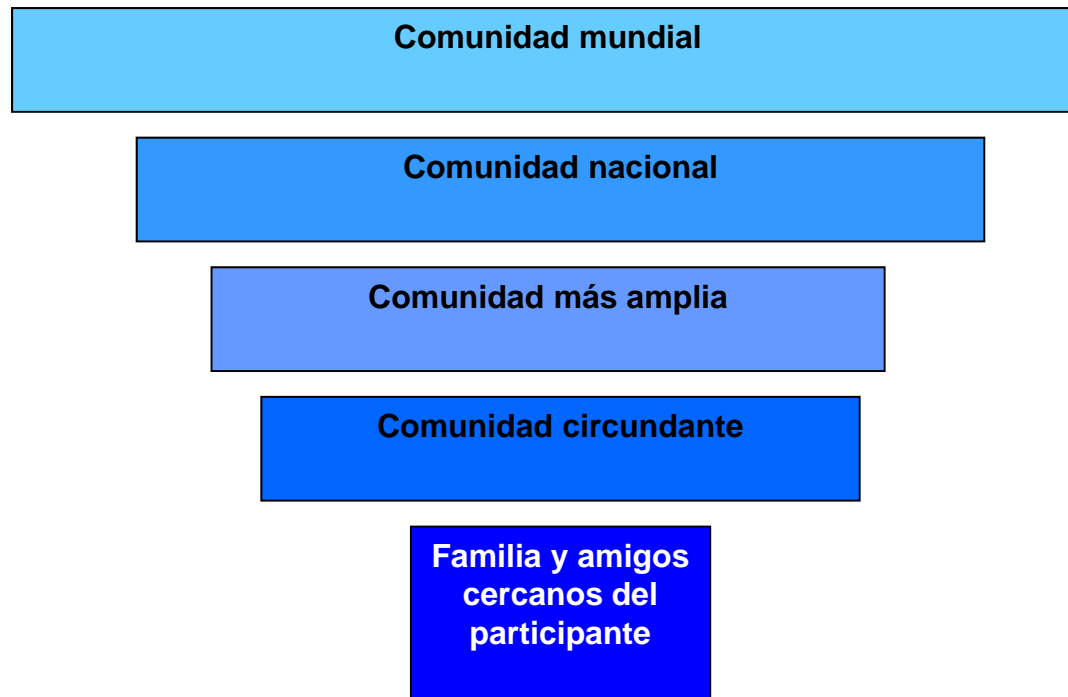 Comunidad mundial
Comunidad nacional
Comunidad más amplia
Comunidad circundante
Familia y amigos
cercanos del
participante